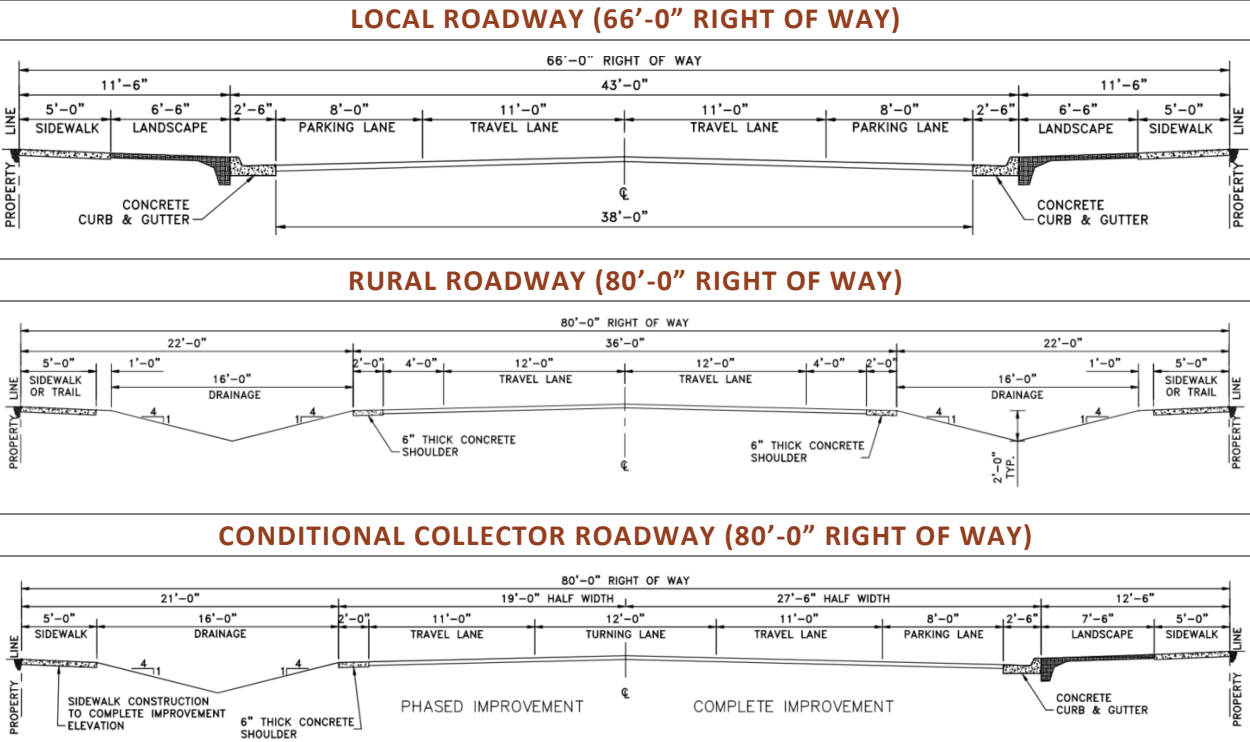 LOCAL ROADWAY (66’-0” RIGHT OF WAY)
66’-0” RIGHT OF WAY
11’-6” 43’-0” 11’-6”
5’-0” 6’-6” 2’-6” 8’-0” 11’-0” 11’-0” 8’-0” 2’-6” 6’-6” 5’-0”
SIDEWALK LANDSCAPE PARKING LANE TRAVEL LANE TRAVEL LANE PARKING LANE LANDSCAPE SIDEWALK
PROPERTY LINE
PROPERTY LINE
CONCRETE
CURB & GUTTER
℄
CONCRETE
CURB & GUTTER
38’-0”
RURAL ROADWAY (80’-0” RIGHT OF WAY)
80’-0” RIGHT OF WAY
22’-0” 36’-0” 22’-0”
5’-0” 1’-0” 2’-0” 4’-0” 12’-0” 12’-0” 4’-0” 2’-0” 1’-0” 5’-0”
SIDEWALK
OR TRAIL
16’-0”
DRAINAGE
TRAVEL LANE TRAVEL LANE
16’-0”
DRAINAGE
SIDEWALK
OR TRAIL
PROPERTY LINE
PROPERTY LINE
4 1 4 1 4 1 4 1
6” THICK CONCRETE
SHOULDER
℄
6” THICK CONCRETE
SHOULDER
2’-0”
TYP.
CONDITIONAL COLLECTOR ROADWAY (80’-0” RIGHT OF WAY)
80’-0” RIGHT OF WAY
21’-0” 19’-0” HALF WIDTH 27’-6” HALF WIDTH 12’-6”
5’-0” 16’-0” 2’-0” 11’-0” 12’-0” 11’-0” 8’-0” 2’-6” 7’-6” 5’-0”
SIDEWALK DRAINAGE TRAVEL LANE TURNING LANE TRAVEL LANE PARKING LANE LANDSCAPE SIDEWALK
PROPERTY LINE
PROPERTY LINE
4 1 4 1
SIDEWALK CONSTRUCTION
TO COMPLETE IMPROVEMENT
ELEVATION
6” THICK CONCRETE
SHOULDER
PHASED IMPROVEMENT
℄
COMPLETE IMPROVEMENT
CONCRETE
CURB & GUTTER